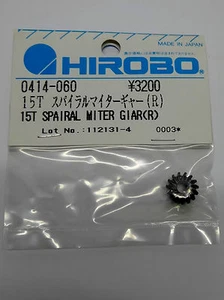 MADE IN JAPAN
HIROBO
0414-060 ¥3200
15T スパイラルマイターギャー(R)
15T SPAIRAL MITER GIAR(R)
Lot No.:112131-4 0003*